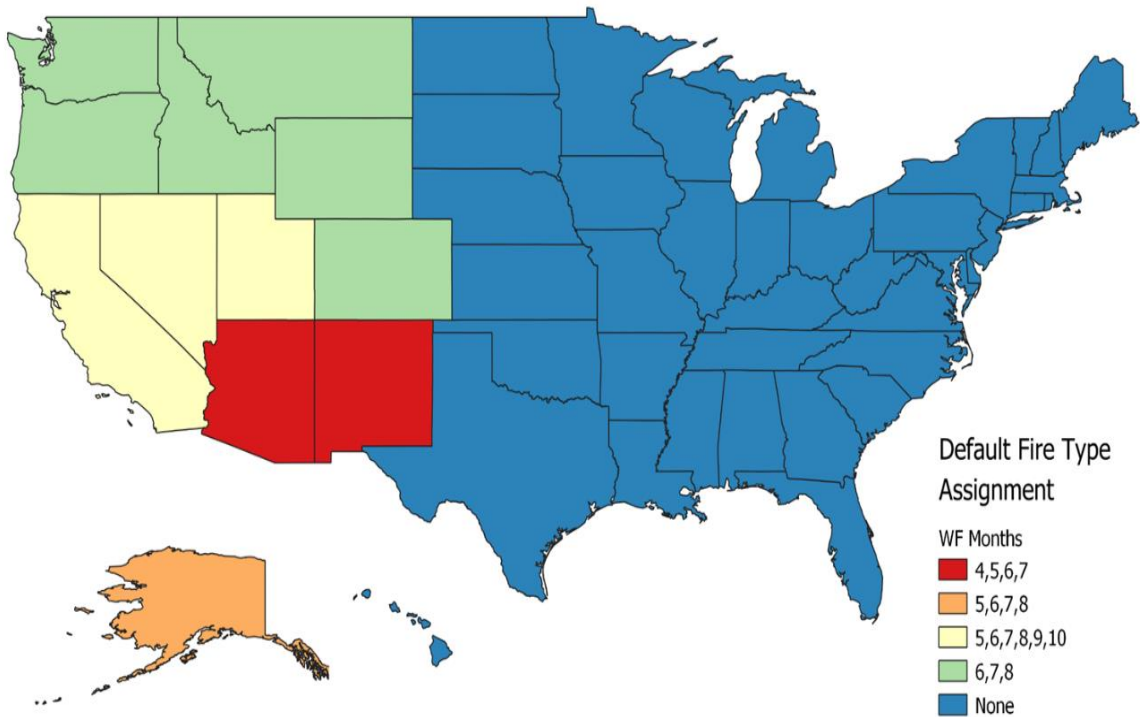 Default Fire Type
Assignment
WF Months
4,5,6,7
5,6,7,8
5,6,7,8,9,10
6,7,8
None